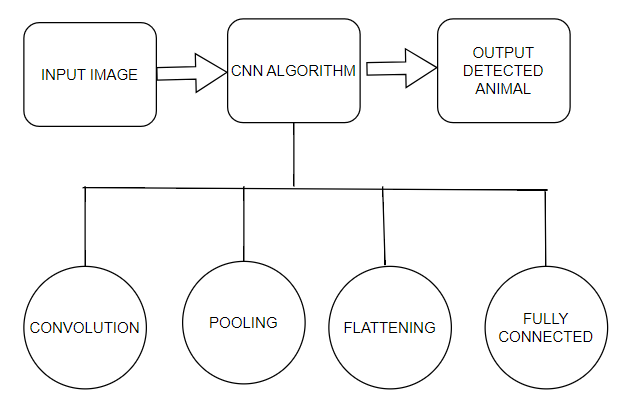 INPUT IMAGE
CNN ALGORITHM
OUTPUT
DETECTED
ANIMAL
CONVOLUTION
POOLING
FLATTENING
FULLY
CONNECTED